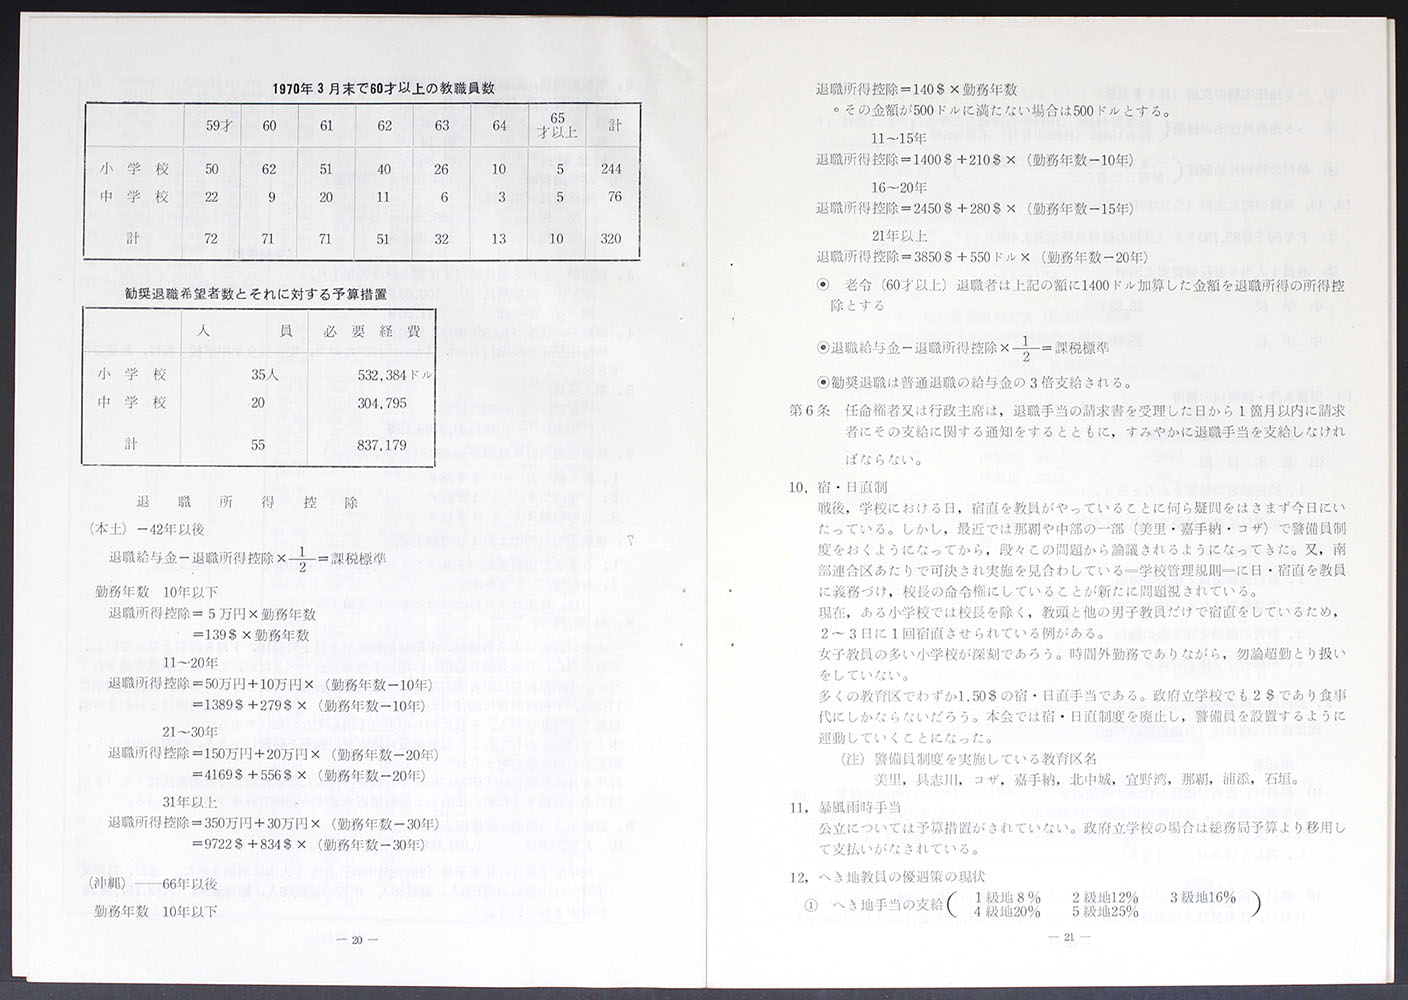 1970年3月末で60才以上の教職員数
59才 60 61 62 63 64 65才以上 計
小学校 50 62 51 40 26 10 5 244
中学校 22 9 20 11 6 3 5 76
計 72 71 71 51 32 13 10 320
勧奨退職希望者数とそれに対する予算措置
人員 必要経費
小学校 35人 532,384ドル
中学校 20 304,795
計 55 837,179
退職所得控除
（本土）－42年以後
退職給付金－退職所得控除×1/2＝課税標準
勤務年数 10年以下
退職所得控除＝5万円×勤務年数
＝139＄×勤務年数
11～20年
退職所得控除＝50万円＋10万円×（勤務年数－10年）
＝1389＄＋279＄×（勤務年数－10年）
21～30年
退職所得控除＝150万円＋20万円×（勤務年数－20年）
＝4169＄＋556＄×（勤務年数－20年）
31年以上
退職所得控除＝350万円＋30万円×（勤務年数－30年）
＝9722＄＋834＄×（勤務年数－30年）
（沖縄）――66年以後
勤務年数 10年以下
― 20 ―
退職所得控除＝140＄×勤務年数
。その金額が500ドルに満たない場合は500ドルとする。
11～15年
退職所得控除＝1400＄＋210＄×（勤務年数－10年）
16～20年
退職所得控除＝2450＄＋280＄×（勤務年数－15年）
21年以上
退職所得控除＝3850＄＋550ドル×（勤務年数－20年）
◉ 老令（60才以上）退職者は上記の額に1400ドル加算した金額を退職所得の所得控
除とする
◉退職給与金－退職所得控除×1/2＝課税標準
◉勧奨退職は普通退職の給与金の3倍支給される。
第6条 任命権者又は行政主席は，退職手当の請求書を受理した日から1箇月以内に請求
者にその支給に関する通知をするとともに，すみやかに退職手当を支給しなけれ
ばならない。
10，宿・日直制
戦後，学校における日，宿直を教員がやっていることに何ら疑問をはさまず今日にい
たっている。しかし，最近では那覇や中部の一部（美里・嘉手納・コザ）で警備員制
度をおくようになってから，段々この問題から論議されるようになってきた。又，南
部連合区あたりで可決され実施を見合わしている＝学校管理規則＝に日・宿直を教員
に義務づけ，校長の命令権にしていることが新たに問題視されている。
現在，ある小学校では校長を除く，教頭と他の男子教員だけで宿直をしているため，
2～3日に1回宿直させられている例がある。
女子教員の多い小学校が深刻であろう。時間外勤務でありながら，勿論超勤とり扱い
をしていない。
多くの教育区でわずか1.50＄の宿・日直手当である。政府立学校でも2＄であり食事
代にしかならないだろう。本会では宿・日直制度を廃止し，警備員を設置するように
運動していくことになった。
（注）警備員制度を実施している教育区名
美里，具志川，コザ，嘉手納，北中城，宜野湾，那覇，浦添，石垣。
11，暴風雨時手当
公立については予算措置がされていない。政府立学校の場合は総務局予算より移用し
て支払いがなされている。
12，へき地教員の優遇策の現状
① へき地手当の支給（1級地8％ 2級地12％ 3級地16％
4級地20％ 5級地25％）
― 21 ―